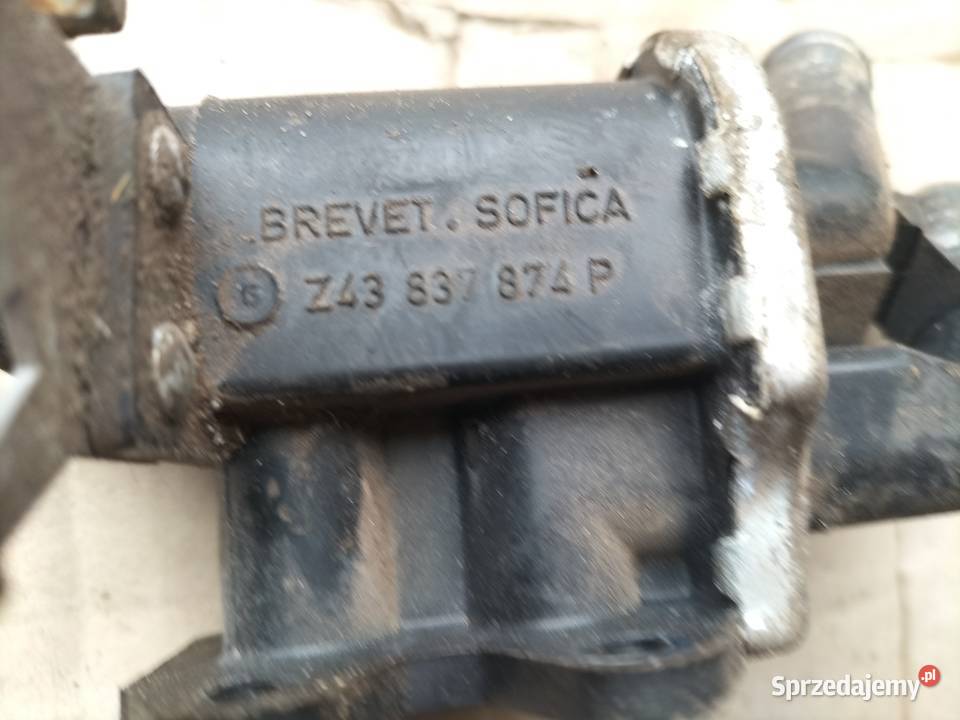 BREVET. SOFICA
Z43 837 874 P
Sprzedajemy.pl